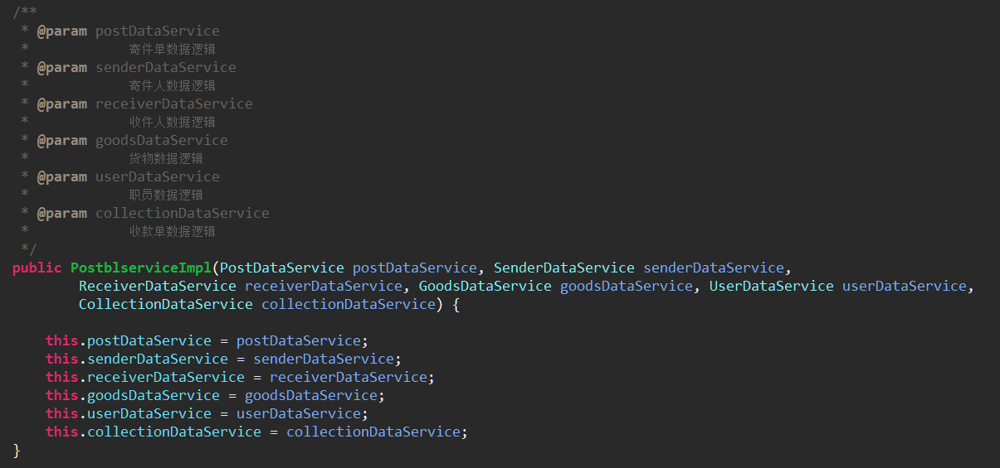 /**
 * @param postDataService
 *            寄件单数据逻辑
 * @param senderDataService
 *            寄件人数据逻辑
 * @param receiverDataService
 *            收件人数据逻辑
 * @param goodsDataService
 *            货物数据逻辑
 * @param userDataService
 *            职员数据逻辑
 * @param collectionDataService
 *            收款单数据逻辑
 */
public PostblserviceImpl(PostDataService postDataService, SenderDataService senderDataService,
        ReceiverDataService receiverDataService, GoodsDataService goodsDataService, UserDataService userDataService,
        CollectionDataService collectionDataService) {
    this.postDataService = postDataService;
    this.senderDataService = senderDataService;
    this.receiverDataService = receiverDataService;
    this.goodsDataService = goodsDataService;
    this.userDataService = userDataService;
    this.collectionDataService = collectionDataService;
}